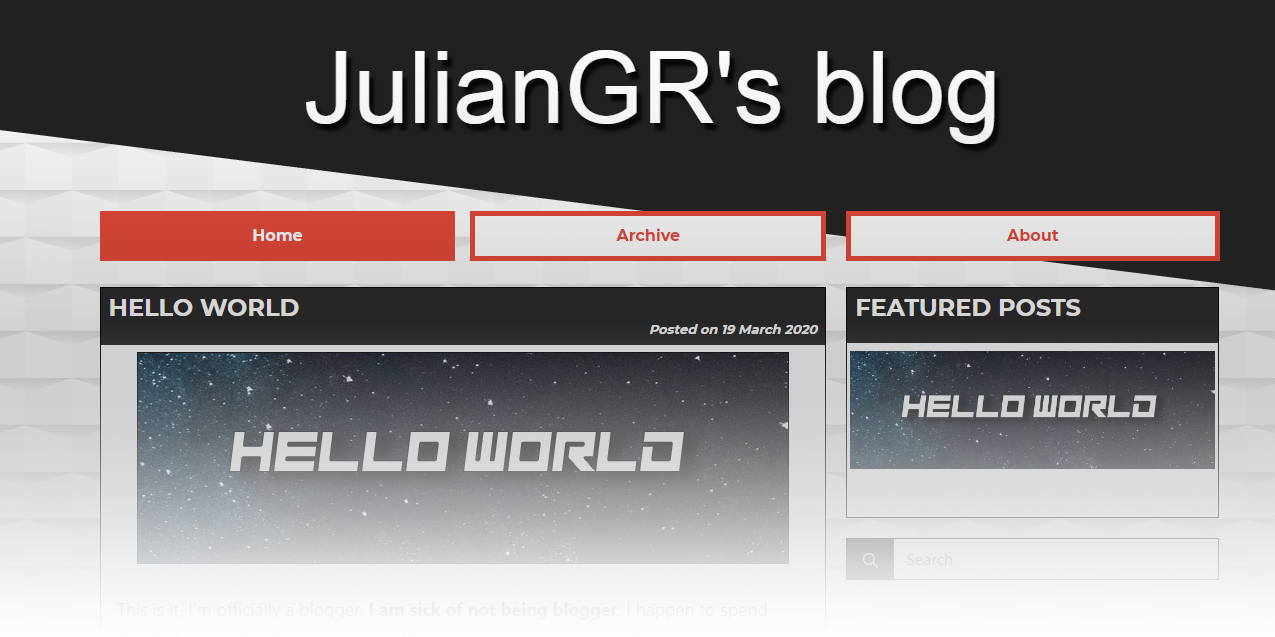 JulianGR's blog
Home
Archive
About
HELLO WORLD
Posted on 19 March 2020
HELLO WORLD
This is it. I'm officially a blogger. I am sick of not being blogger. I happen to spend
FEATURED POSTS
HELLO WORLD
Search